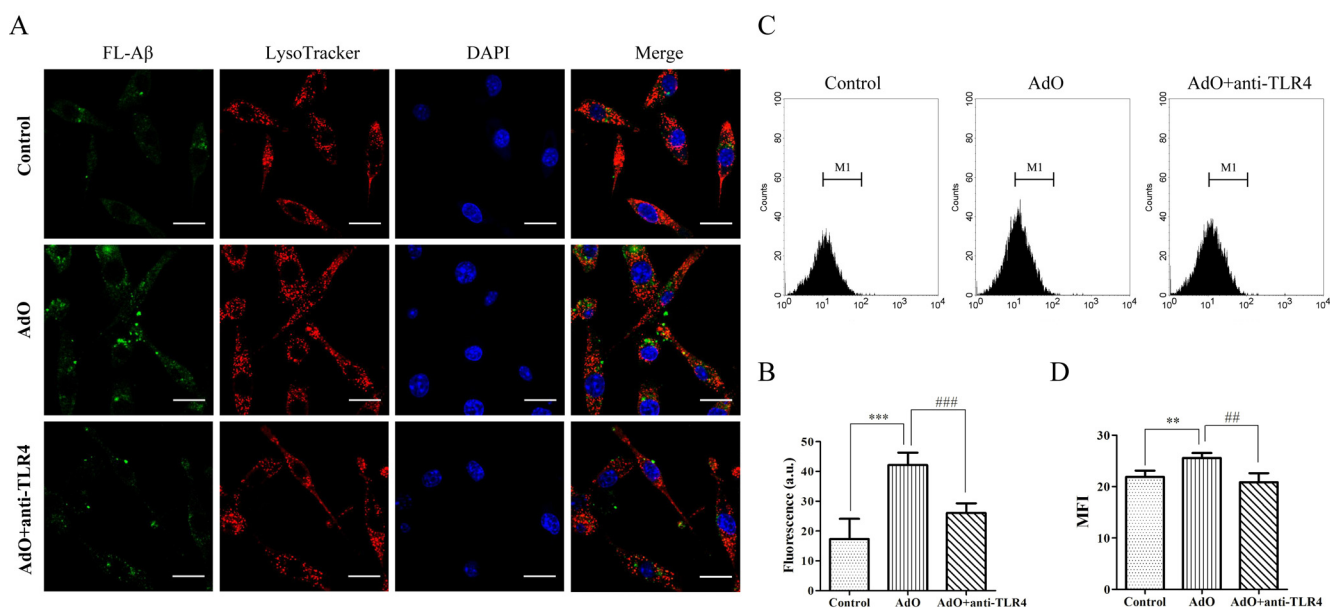 A
FL-Aβ
LysoTracker
DAPI
Merge
Control
AdO
AdO+anti-TLR4
C
Control
AdO
AdO+anti-TLR4
100
80
60
40
20
0
Counts
M1
10⁰
10¹
10²
10³
10⁴
100
80
60
40
20
0
Counts
M1
10⁰
10¹
10²
10³
10⁴
100
80
60
40
20
0
Counts
M1
10⁰
10¹
10²
10³
10⁴
B
***
###
50
40
30
20
10
0
Fluorescence (a.u.)
Control
AdO
AdO+anti-TLR4
D
**
##
30
20
10
0
MFI
Control
AdO
AdO+anti-TLR4